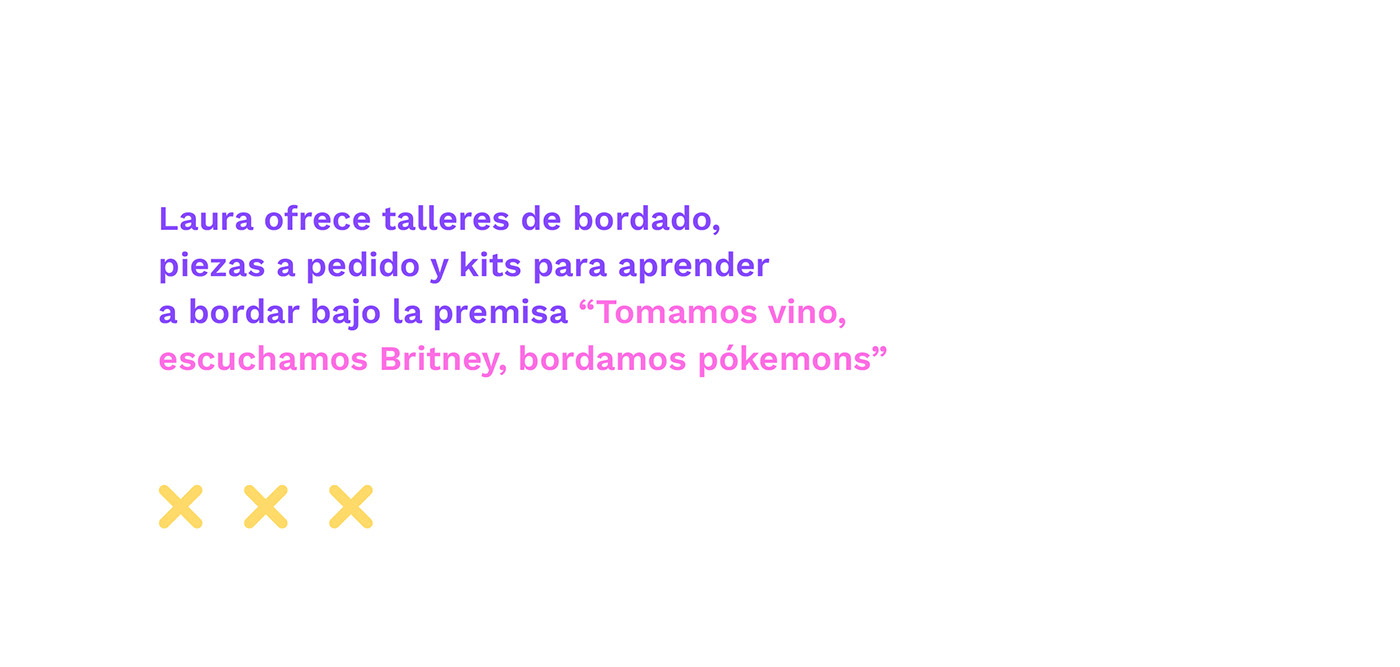 Laura ofrece talleres de bordado,
piezas a pedido y kits para aprender
a bordar bajo la premisa “Tomamos vino,
escuchamos Britney, bordamos pókemons”